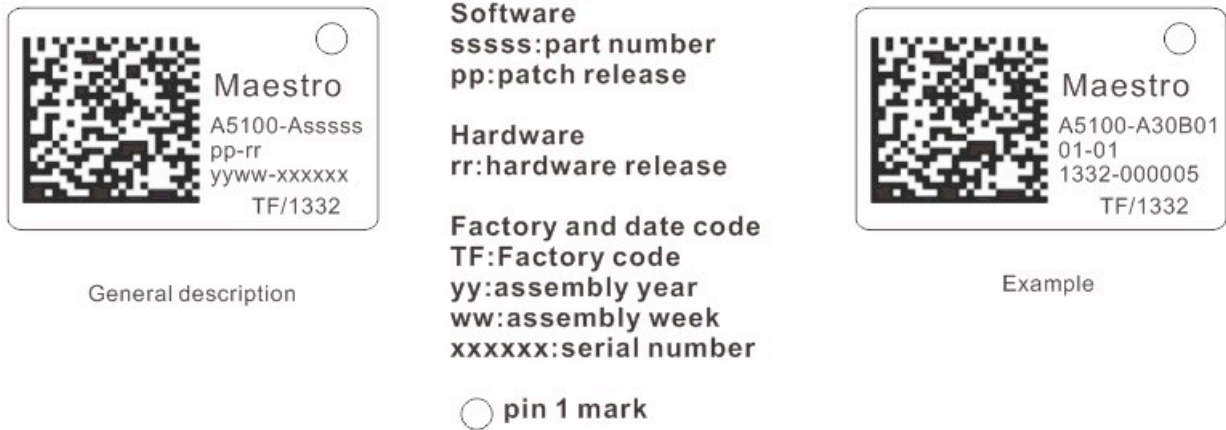 Maestro
A5100-Asssss
pp-rr
yyww-xxxxxx
TF/1332
General description
Software
sssss:part number
pp:patch release
Hardware
rr:hardware release
Factory and date code
TF:Factory code
yy:assembly year
ww:assembly week
xxxxxx:serial number
pin 1 mark
Maestro
A5100-A30B01
01-01
1332-000005
TF/1332
Example